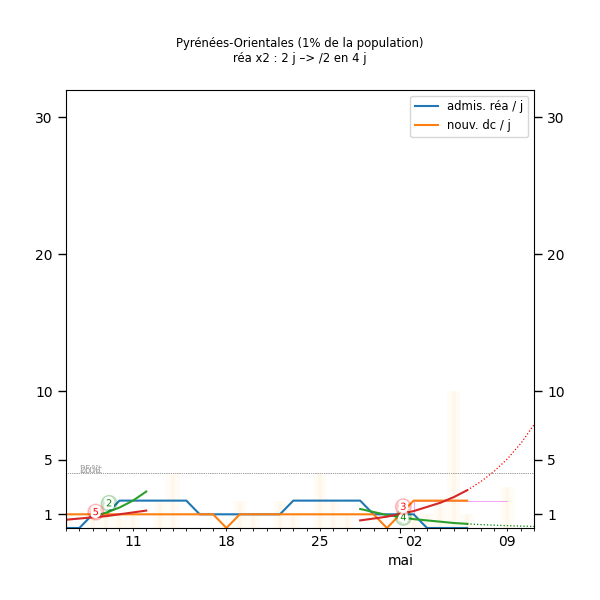 Pyrénées-Orientales (1% de la population)
réa x2 : 2 j –> /2 en 4 j
admis. réa / j
nouv. dc / j
30 30
20 20
10 10
5 5
1 1
5 2 3 4
11 18 25 - 02 09
mai